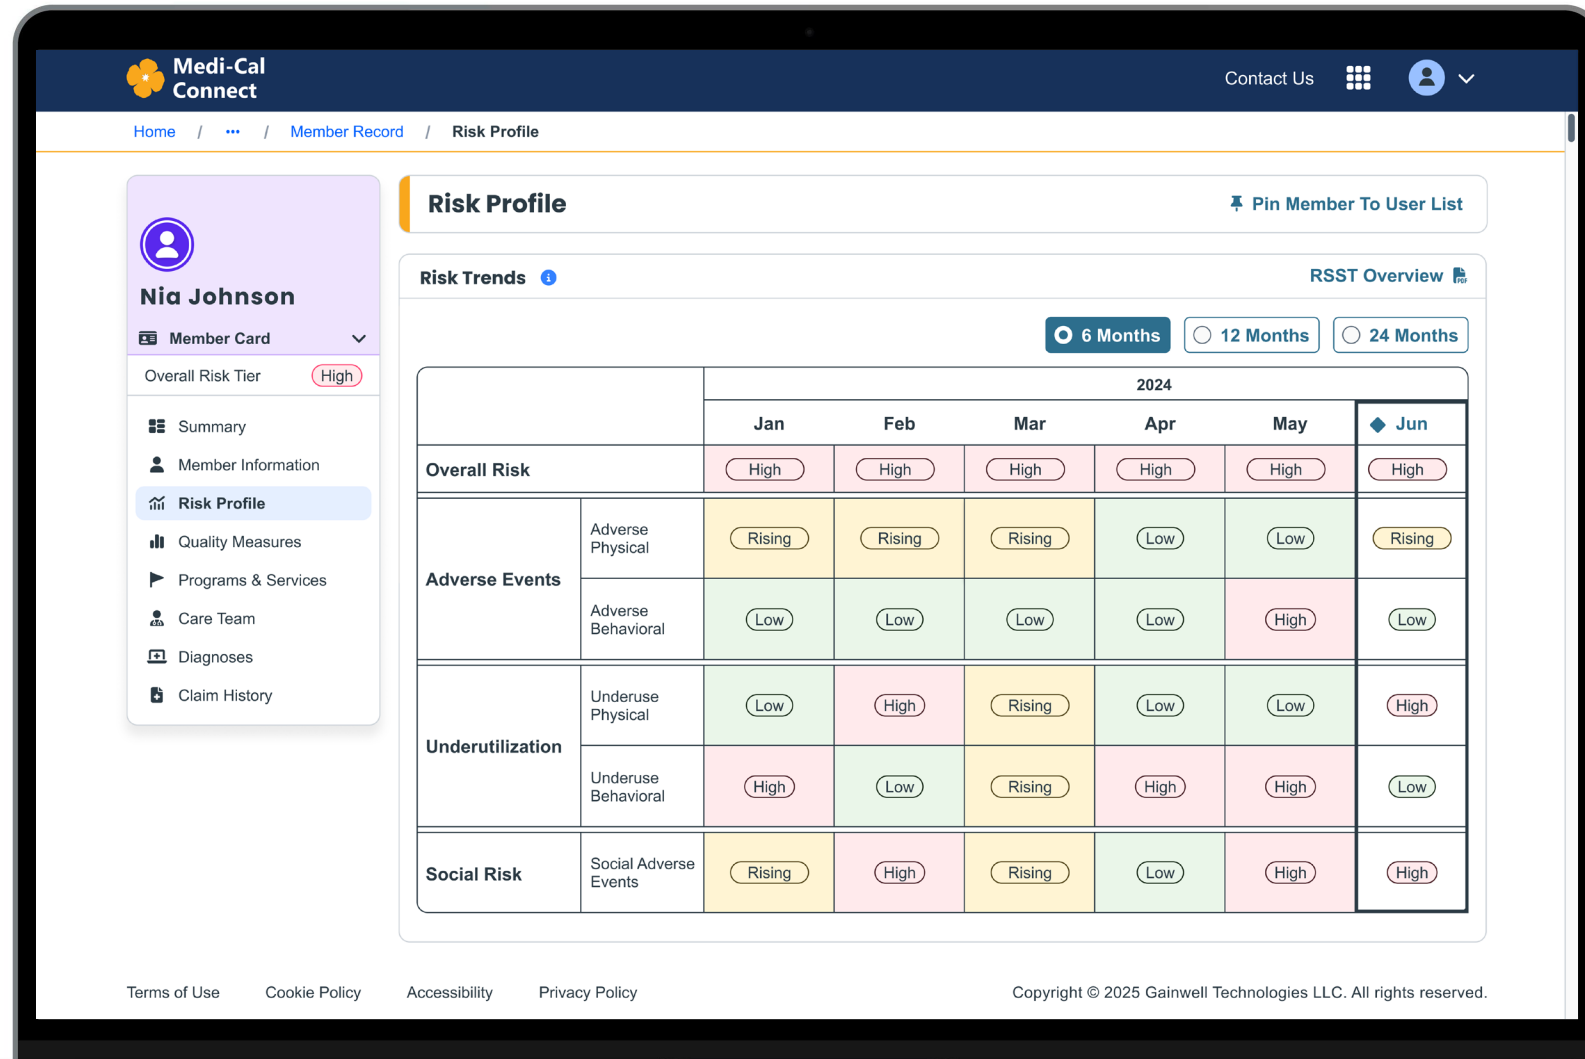 Medi-Cal
Connect
Contact Us
Home / ••• / Member Record / Risk Profile
Nia Johnson
Member Card
Overall Risk Tier High
Summary
Member Information
Risk Profile
Quality Measures
Programs & Services
Care Team
Diagnoses
Claim History
Risk Profile
Pin Member To User List
Risk Trends
RSST Overview PDF
6 Months 12 Months 24 Months
2024
Jan Feb Mar Apr May Jun
Overall Risk High High High High High High
Adverse Events
Adverse
Physical
Rising Rising Rising Low Low Rising
Adverse
Behavioral
Low Low Low Low High Low
Underutilization
Underuse
Physical
Low High Rising Low Low High
Underuse
Behavioral
High Low Rising High High Low
Social Risk
Social Adverse
Events
Rising High Rising Low High High
Terms of Use Cookie Policy Accessibility Privacy Policy
Copyright © 2025 Gainwell Technologies LLC. All rights reserved.